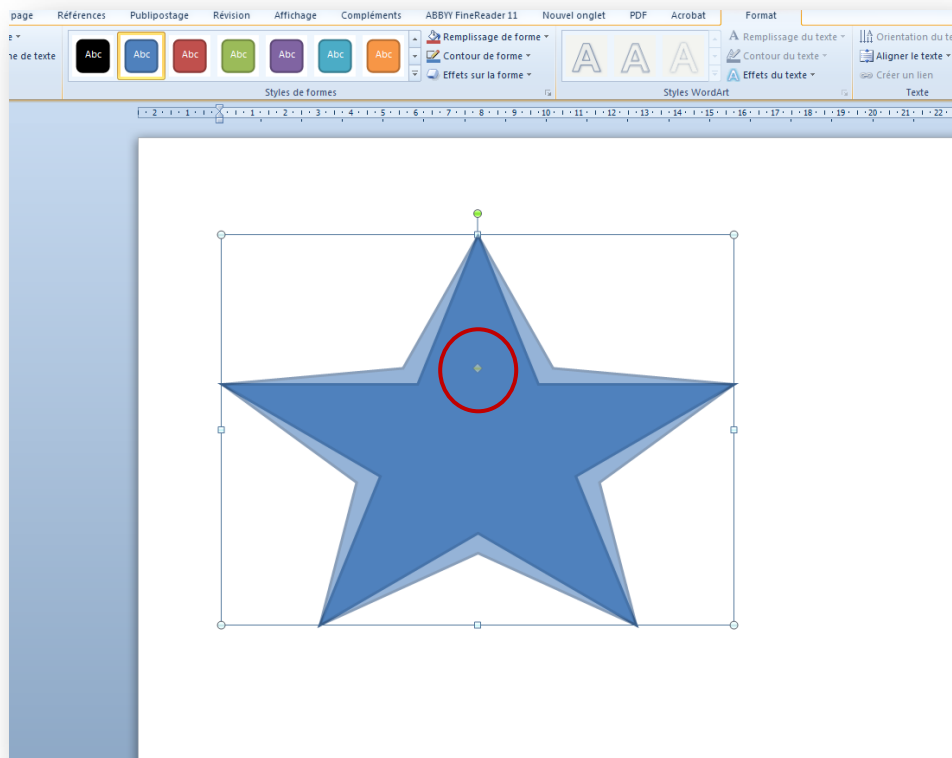 page Références Publipostage Révision Affichage Compléments ABBYY FineReader 11 Nouvel onglet PDF Acrobat Format
Abc Abc Abc Abc Abc Abc
ne de texte
Remplissage de forme
Contour de forme
Effets sur la forme
Styles de formes
A A A
Remplissage du texte
Contour du texte
Effets du texte
Styles WordArt
Orientation du te
Aligner le texte
Créer un lien
Texte
2 1 1 2 3 4 5 6 7 8 9 10 11 12 13 14 15 16 17 18 19 20 21 22